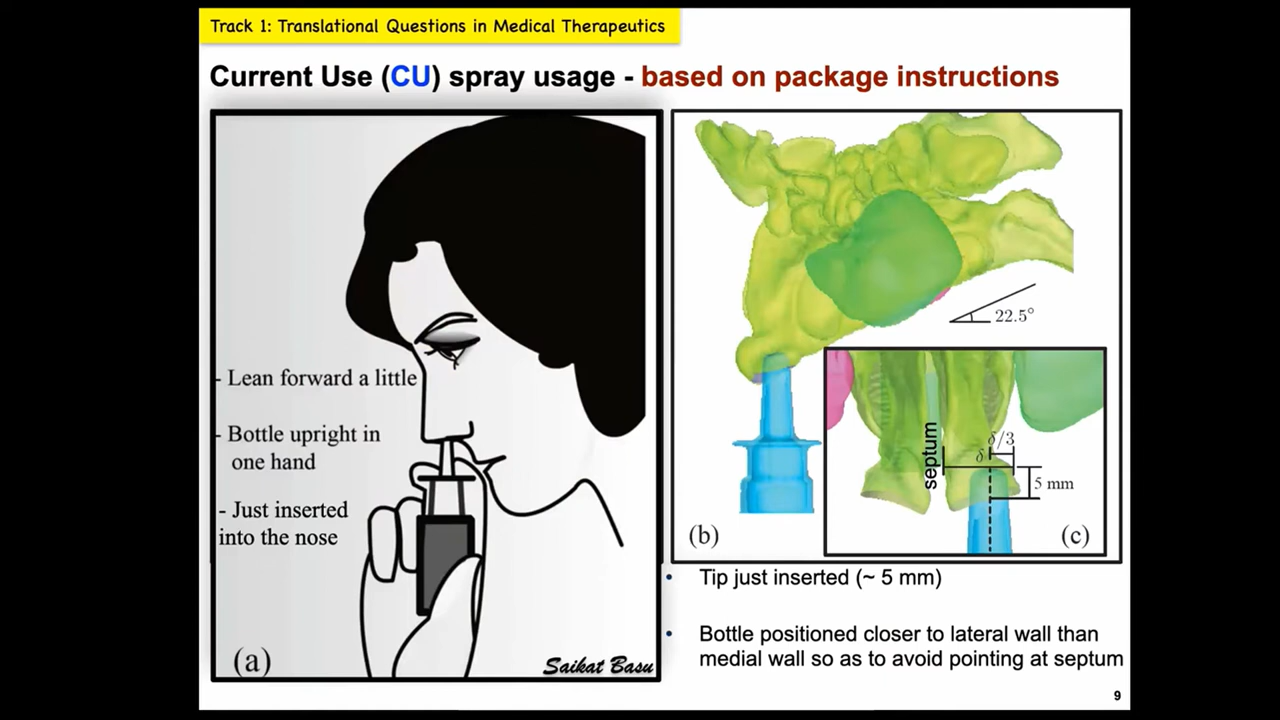 Track 1: Translational Questions in Medical Therapeutics
Current Use (CU) spray usage - based on package instructions
- Lean forward a little
- Bottle upright in
one hand
- Just inserted
into the nose
(a)
Saikat Basu
22.5°
septum
δ
δ/3
5 mm
(b)
(c)
• Tip just inserted (~ 5 mm)
• Bottle positioned closer to lateral wall than
medial wall so as to avoid pointing at septum
9